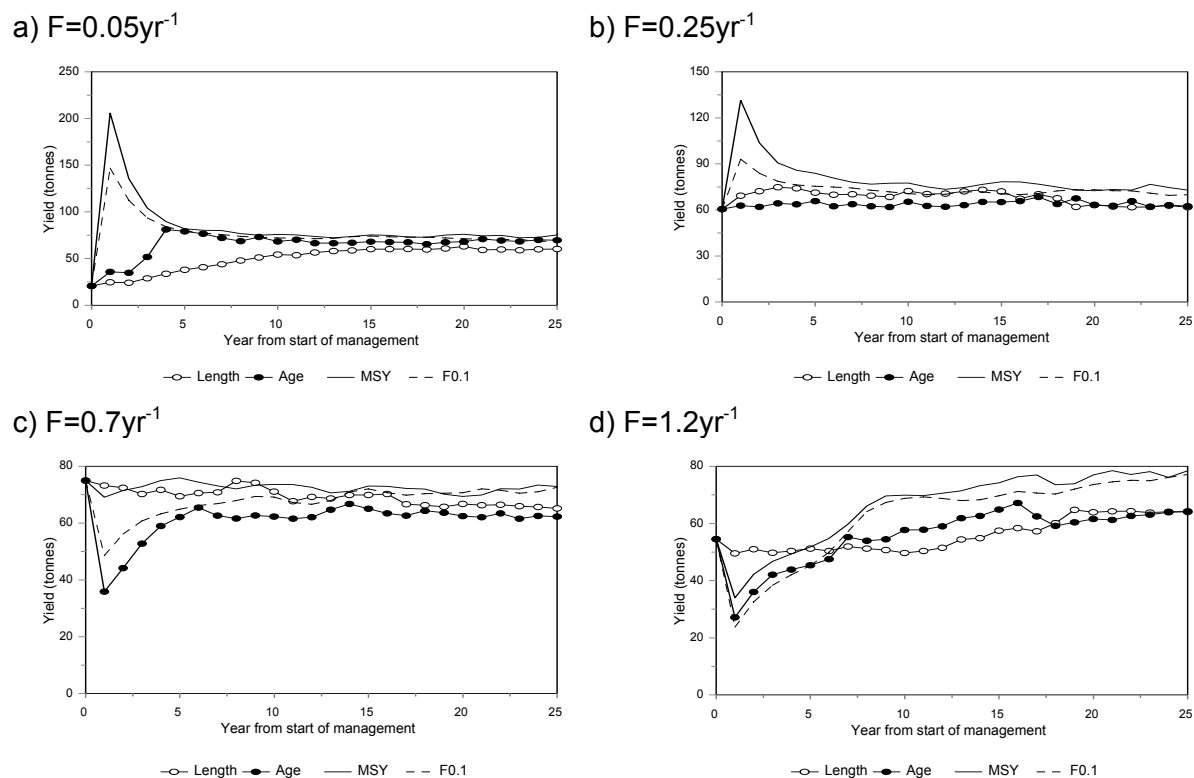 a) F=0.05yr-1
250
200
150
100
50
0
Yield (tonnes)
0 5 10 15 20 25
Year from start of management
Length Age MSY F0.1
b) F=0.25yr-1
150
120
90
60
30
0
Yield (tonnes)
0 5 10 15 20 25
Year from start of management
Length Age MSY F0.1
c) F=0.7yr-1
80
60
40
20
0
Yield (tonnes)
0 5 10 15 20 25
Year from start of management
Length Age MSY F0.1
d) F=1.2yr-1
80
60
40
20
0
Yield (tonnes)
0 5 10 15 20 25
Year from start of management
Length Age MSY F0.1